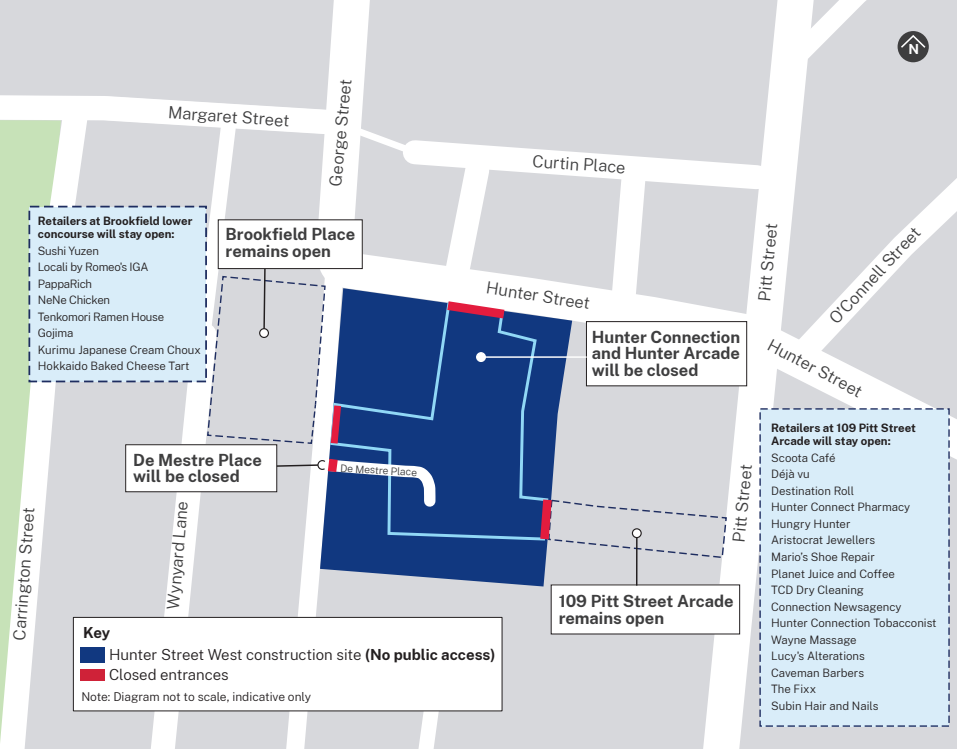 N
Margaret Street
George Street
Curtin Place
Pitt Street
O'Connell Street
Retailers at Brookfield lower
concourse will stay open:
Sushi Yuzen
Locali by Romeo's IGA
PappaRich
NeNe Chicken
Tenkomori Ramen House
Gojima
Kurimu Japanese Cream Choux
Hokkaido Baked Cheese Tart
Brookfield Place
remains open
Hunter Street
Hunter Connection
and Hunter Arcade
will be closed
Hunter Street
De Mestre Place
will be closed
De Mestre Place
Retailers at 109 Pitt Street
Arcade will stay open:
Scoota Café
Déjà vu
Destination Roll
Hunter Connect Pharmacy
Hungry Hunter
Aristocrat Jewellers
Mario's Shoe Repair
Planet Juice and Coffee
TCD Dry Cleaning
Connection Newsagency
Hunter Connection Tobacconist
Wayne Massage
Lucy's Alterations
Caveman Barbers
The Fixx
Subin Hair and Nails
Carrington Street
Wynyard Lane
Pitt Street
109 Pitt Street Arcade
remains open
Key
Hunter Street West construction site (No public access)
Closed entrances
Note: Diagram not to scale, indicative only